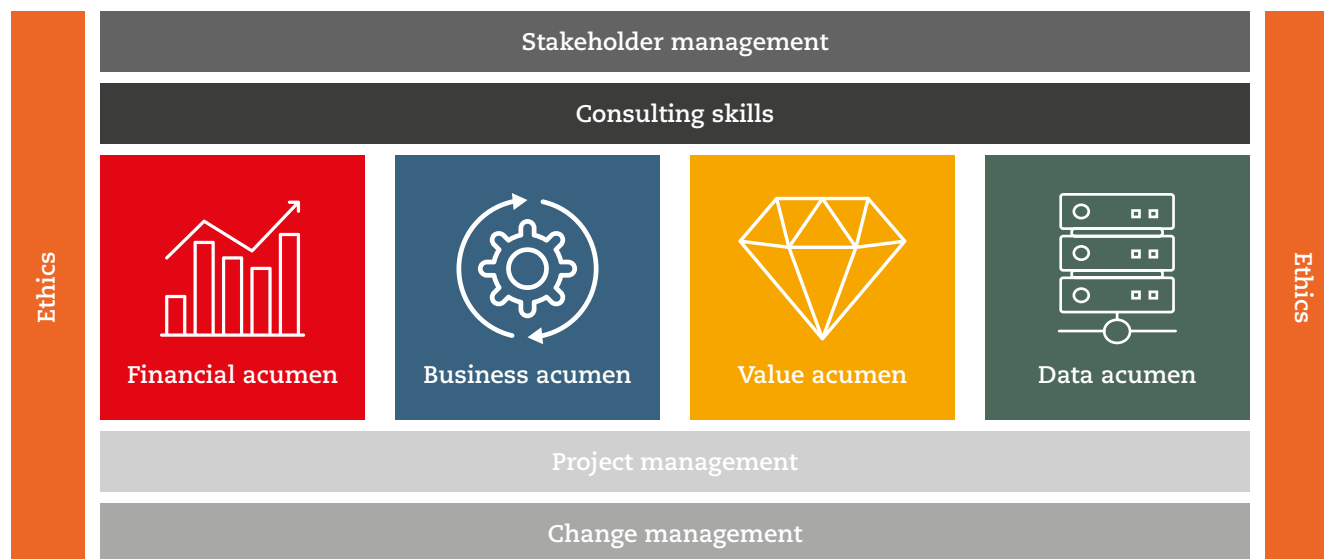 Stakeholder management
Consulting skills
Ethics
Financial acumen
Business acumen
Value acumen
Data acumen
Ethics
Project management
Change management